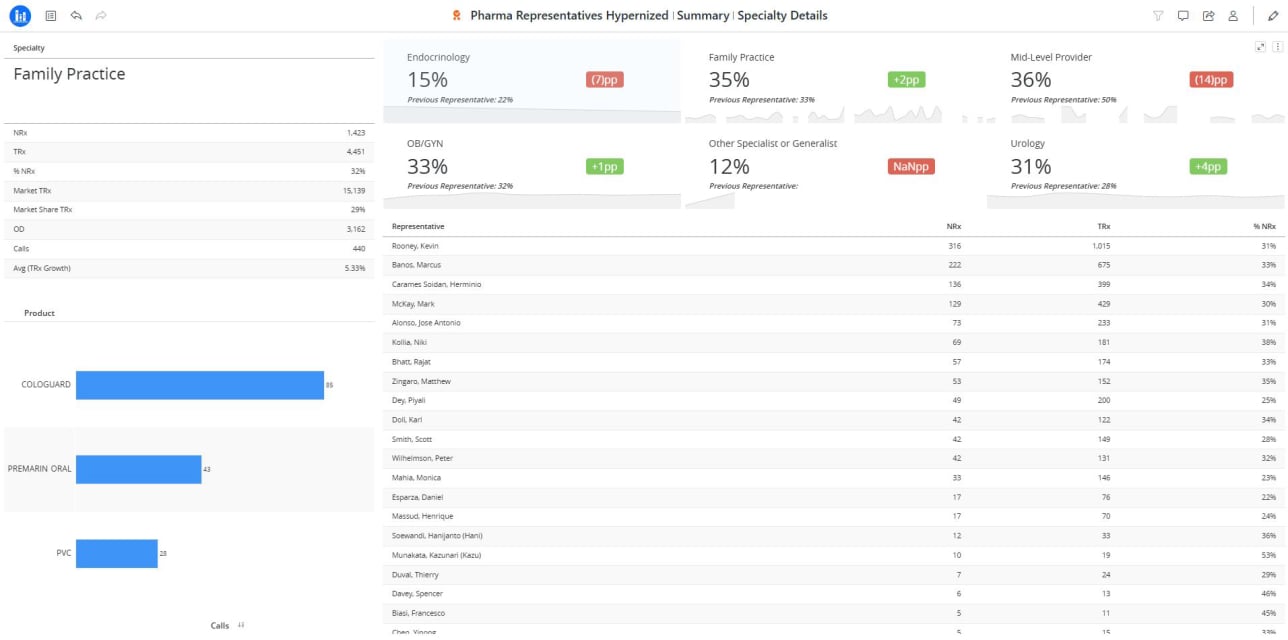 Pharma Representatives Hypernized | Summary | Specialty Details
Specialty
Family Practice
NRx 1,423
TRx 4,451
% NRx 32%
Market TRx 15,139
Market Share TRx 29%
OD 3,162
Calls 440
Avg (TRx Growth) 5.33%
Product
COLOGUARD 85
PREMARIN ORAL 43
PVC 28
Calls
Endocrinology
15% (7)pp
Previous Representative: 22%
Family Practice
35% +2pp
Previous Representative: 33%
Mid-Level Provider
36% (14)pp
Previous Representative: 50%
OB/GYN
33% +1pp
Previous Representative: 32%
Other Specialist or Generalist
12% NaNpp
Previous Representative:
Urology
31% +4pp
Previous Representative: 28%
Representative NRx TRx % NRx
Rooney, Kevin 316 1,015 31%
Banos, Marcus 222 675 33%
Carames Soidan, Herminio 136 399 34%
McKay, Mark 129 429 30%
Alonso, Jose Antonio 73 233 31%
Kollia, Niki 69 181 38%
Bhatt, Rajat 57 174 33%
Zingaro, Matthew 53 152 35%
Dey, Piyali 49 200 25%
Doll, Karl 42 122 34%
Smith, Scott 42 149 28%
Wilhelmson, Peter 42 131 32%
Mahia, Monica 33 146 23%
Esparza, Daniel 17 76 22%
Massud, Henrique 17 70 24%
Soewandi, Hanijanto (Hani) 12 33 36%
Munakata, Kazunari (Kazu) 10 19 53%
Duval, Thierry 7 24 29%
Davey, Spencer 6 13 46%
Biasi, Francesco 5 11 45%
Chen, Yinong 5 15 33%